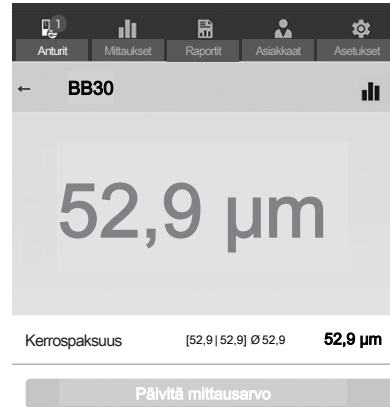 1
Anturit Mittaukset Raportit Asiakkaat Asetukset
← BB30
52,9 µm
Kerrospaksuus [52,9|52,9] Ø 52,9 52,9 µm
Päivitä mittausarvo